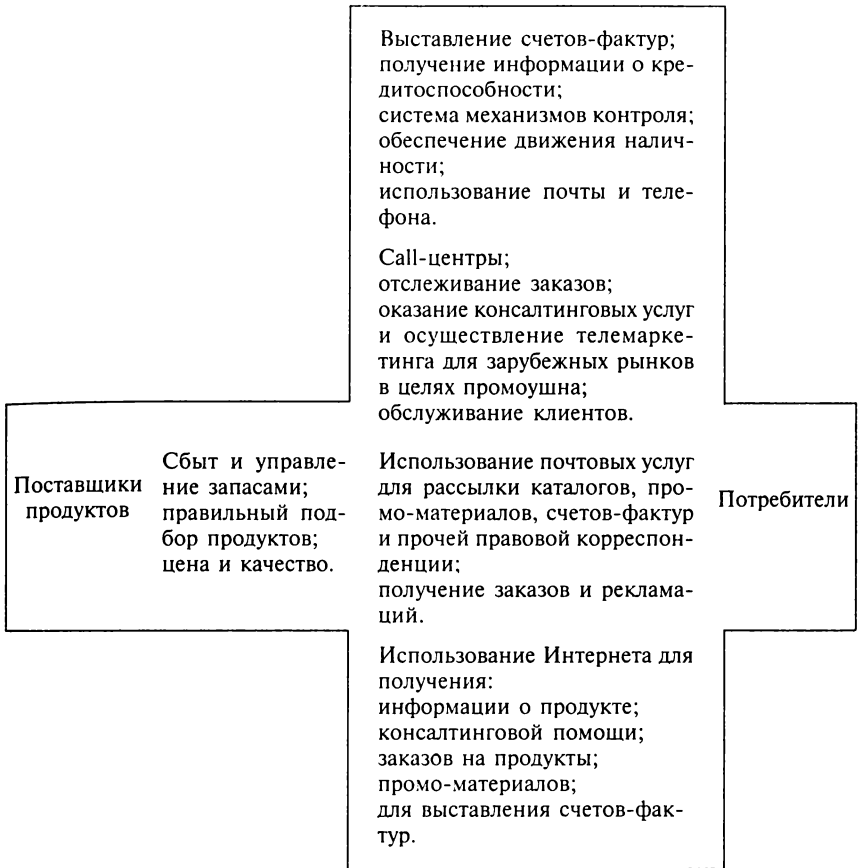 Выставление счетов-фактур;
получение информации о кре-
дитоспособности;
система механизмов контроля;
обеспечение движения налич-
ности;
использование почты и теле-
фона.
Call-центры;
отслеживание заказов;
оказание консалтинговых услуг
и осуществление телемарке-
тинга для зарубежных рынков
в целях промоушна;
обслуживание клиентов.
Поставщики
продуктов
Сбыт и управле-
ние запасами;
правильный под-
бор продуктов;
цена и качество.
Использование почтовых услуг
для рассылки каталогов, про-
мо-материалов, счетов-фактур
и прочей правовой корреспон-
денции;
получение заказов и реклама-
ций.
Потребители
Использование Интернета для
получения:
информации о продукте;
консалтинговой помощи;
заказов на продукты;
промо-материалов;
для выставления счетов-фак-
тур.